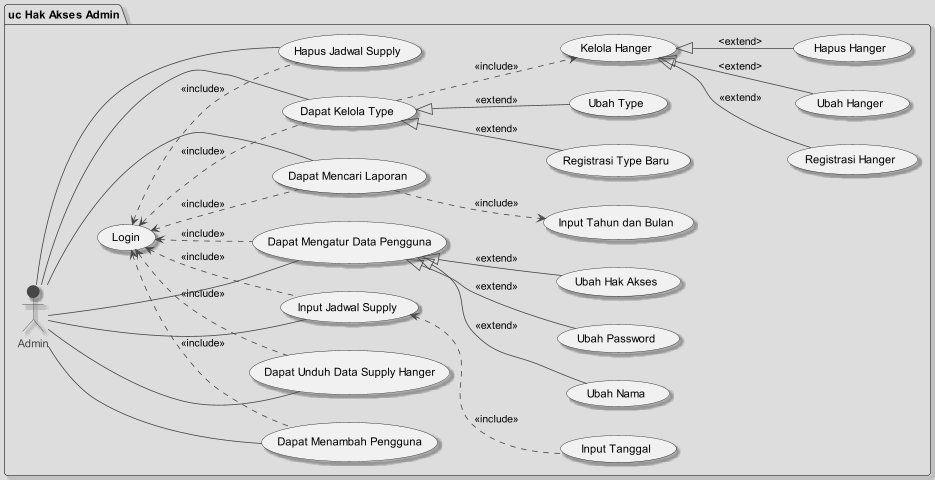 uc Hak Akses Admin
Hapus Jadwal Supply
Kelola Hanger
<extend>
Hapus Hanger
«include»
<extend>
«include»
Dapat Kelola Type
«extend»
Ubah Type
<extend>
Ubah Hanger
«extend»
«include»
Registrasi Type Baru
Registrasi Hanger
Dapat Mencari Laporan
«include»
«include»
Input Tahun dan Bulan
Login
«include»
Dapat Mengatur Data Pengguna
«include»
«extend»
Ubah Hak Akses
«extend»
«include»
Input Jadwal Supply
Admin
«extend»
Ubah Password
«include»
Dapat Unduh Data Supply Hanger
Ubah Nama
«include»
Dapat Menambah Pengguna
Input Tanggal